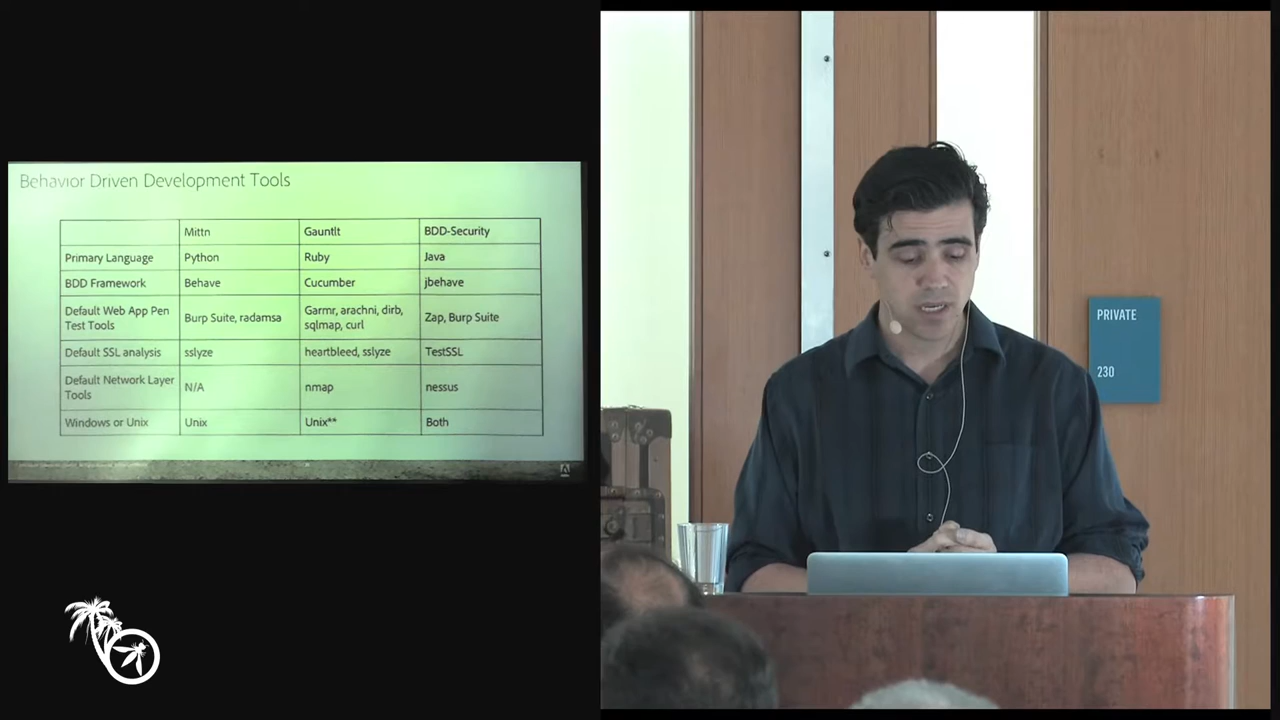 Behavior Driven Development Tools
Mittn Gauntlt BDD-Security
Primary Language Python Ruby Java
BDD Framework Behave Cucumber jbehave
Default Web App Pen Test Tools Burp Suite, radamsa Garmr, arachni, dirb, sqlmap, curl Zap, Burp Suite
Default SSL analysis sslyze heartbleed, sslyze TestSSL
Default Network Layer Tools N/A nmap nessus
Windows or Unix Unix Unix** Both
PRIVATE
230